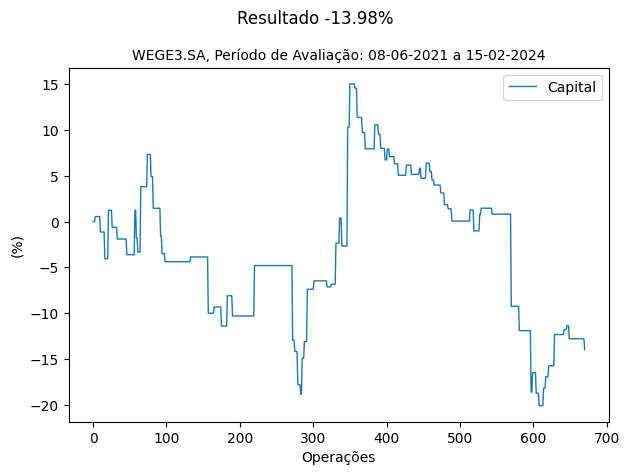 Resultado -13.98%
WEGE3.SA, Período de Avaliação: 08-06-2021 a 15-02-2024
Capital
15
10
5
0
−5
−10
−15
−20
(%)
0 100 200 300 400 500 600 700
Operações